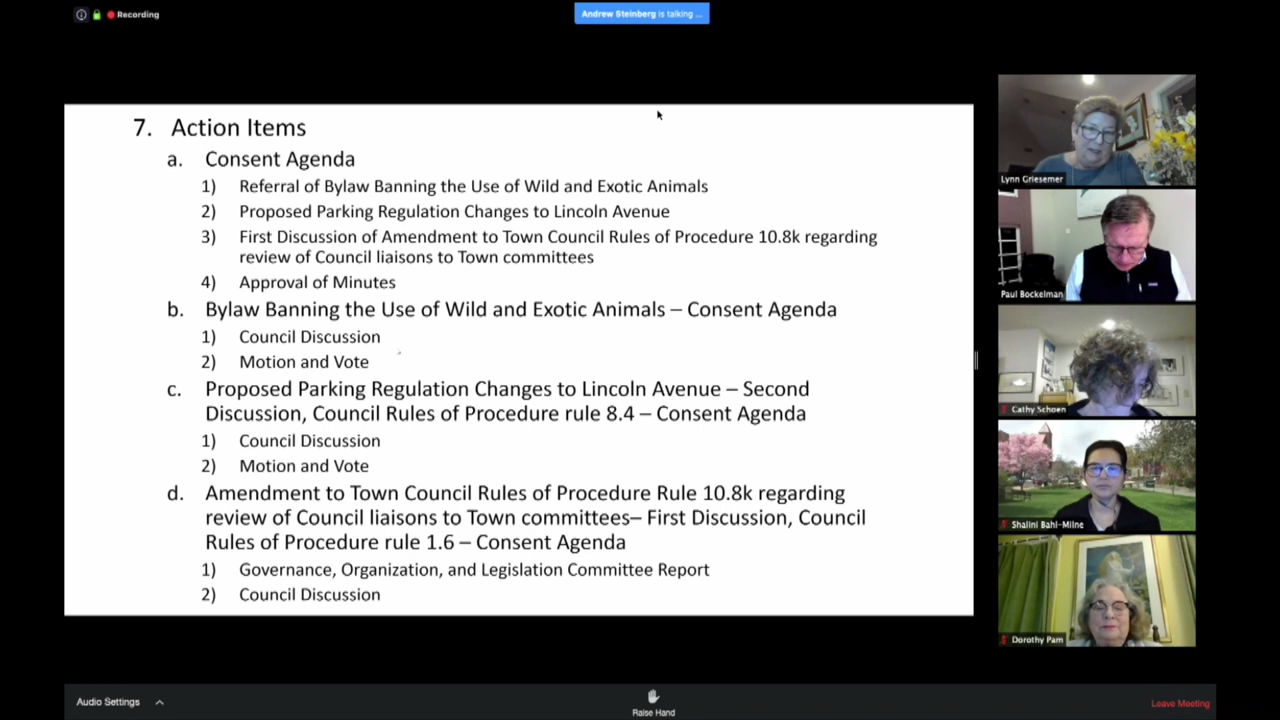 Recording
Andrew Steinberg is talking ...
7. Action Items
a. Consent Agenda
1) Referral of Bylaw Banning the Use of Wild and Exotic Animals
2) Proposed Parking Regulation Changes to Lincoln Avenue
3) First Discussion of Amendment to Town Council Rules of Procedure 10.8k regarding
review of Council liaisons to Town committees
4) Approval of Minutes
b. Bylaw Banning the Use of Wild and Exotic Animals – Consent Agenda
1) Council Discussion
2) Motion and Vote
c. Proposed Parking Regulation Changes to Lincoln Avenue – Second
Discussion, Council Rules of Procedure rule 8.4 – Consent Agenda
1) Council Discussion
2) Motion and Vote
d. Amendment to Town Council Rules of Procedure Rule 10.8k regarding
review of Council liaisons to Town committees– First Discussion, Council
Rules of Procedure rule 1.6 – Consent Agenda
1) Governance, Organization, and Legislation Committee Report
2) Council Discussion
Lynn Griesemer
Paul Bockelman
Cathy Schoen
Shalini Bahl-Milne
Dorothy Pam
Audio Settings
Raise Hand
Leave Meeting